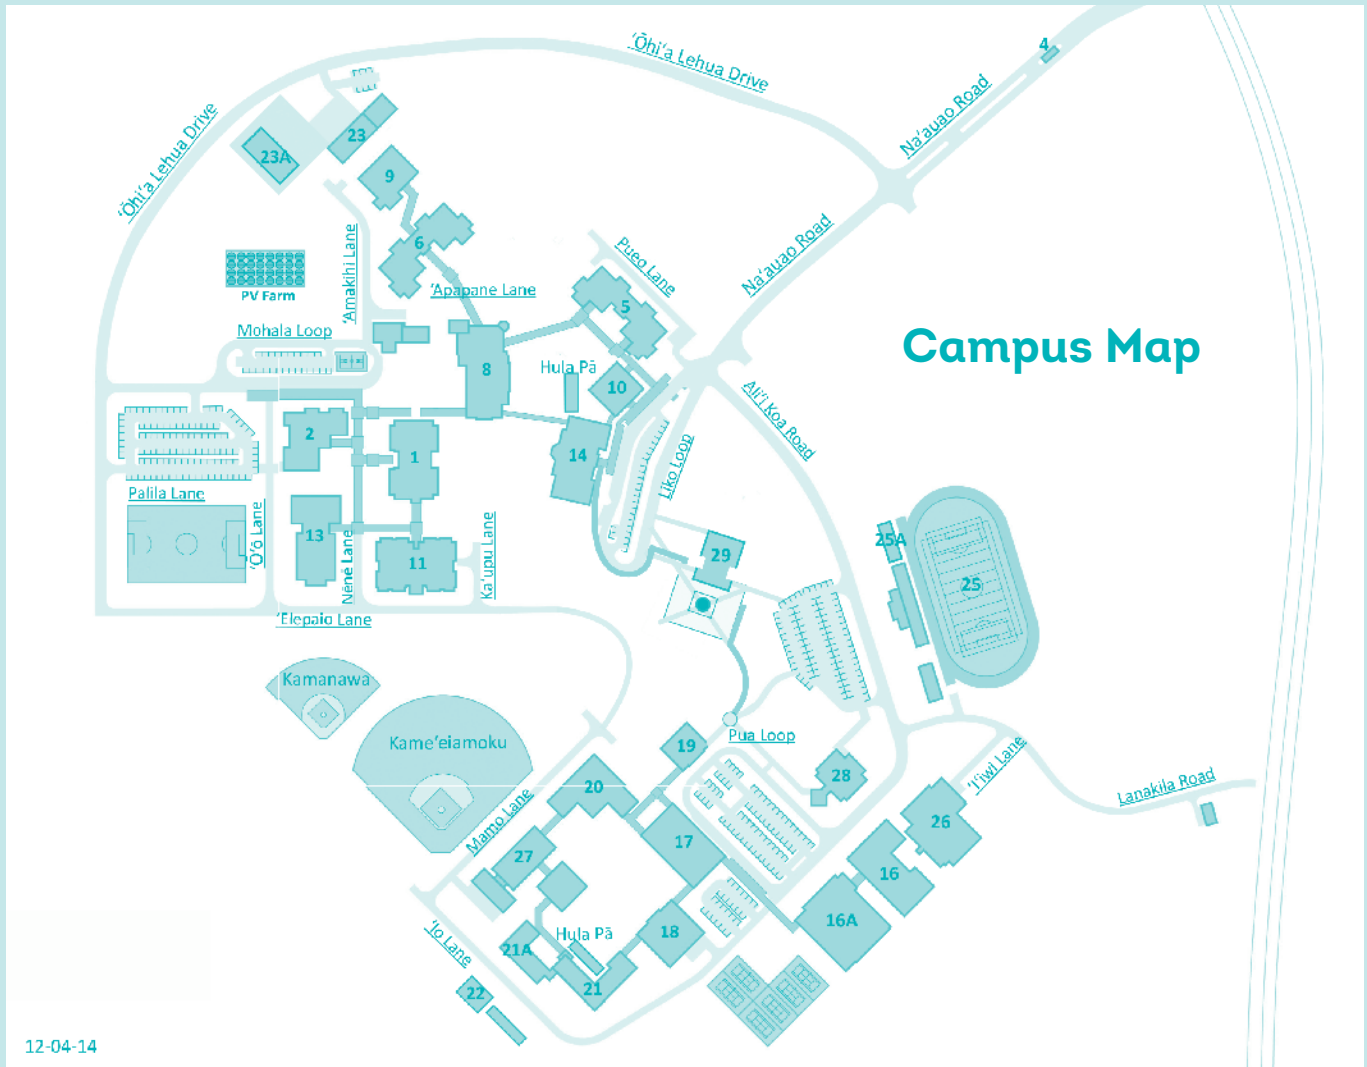 4
ʻŌhiʻa Lehua Drive
Naʻauao Road
ʻŌhiʻa Lehua Drive
23
23A
9
6
Pueo Lane
Naʻauao Road
ʻAmakihi Lane
ʻApapane Lane
PV Farm
5
Mohala Loop
Campus Map
8
Hula Pā
10
Aliʻi Koa Road
2
1
14
Liko Loop
Palila Lane
ʻŌʻō Lane
13
Nēnē Lane
11
Kaʻupu Lane
29
25A
25
ʻElepaio Lane
Kamanawa
Kameʻeiamoku
19
Pua Loop
20
28
ʻIʻiwi Lane
Lanakila Road
Mamo Lane
26
17
27
16
16A
ʻIo Lane
21A
Hula Pā
18
22
21
12-04-14